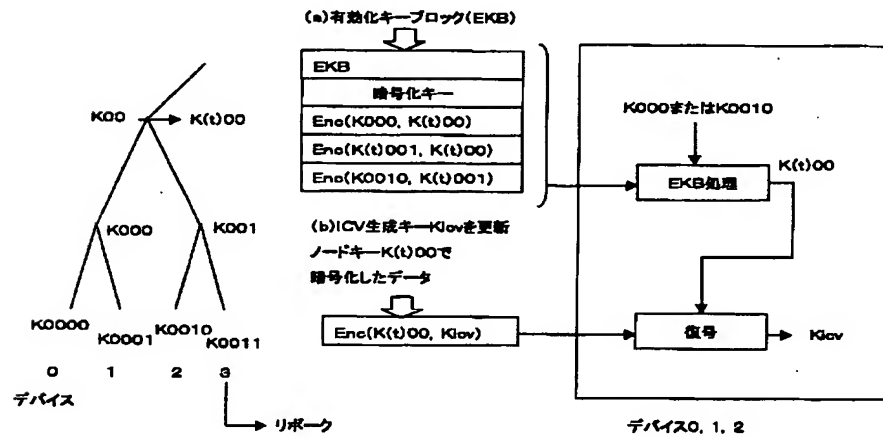 (a)有効化キーブロック(EKB)
EKB
暗号化キー
Enc(K000, K(t)00)
Enc(K(t)001, K(t)00)
Enc(K0010, K(t)001)
K00
K(t)00
K000
K001
K0000
K0001
K0010
K0011
0
1
2
3
デバイス
リボーク
(b)ICV生成キーKicvを更新
ノードキーK(t)00で
暗号化したデータ
Enc(K(t)00, Kicv)
K000またはK0010
EKB処理
K(t)00
復号
Kicv
デバイス0, 1, 2